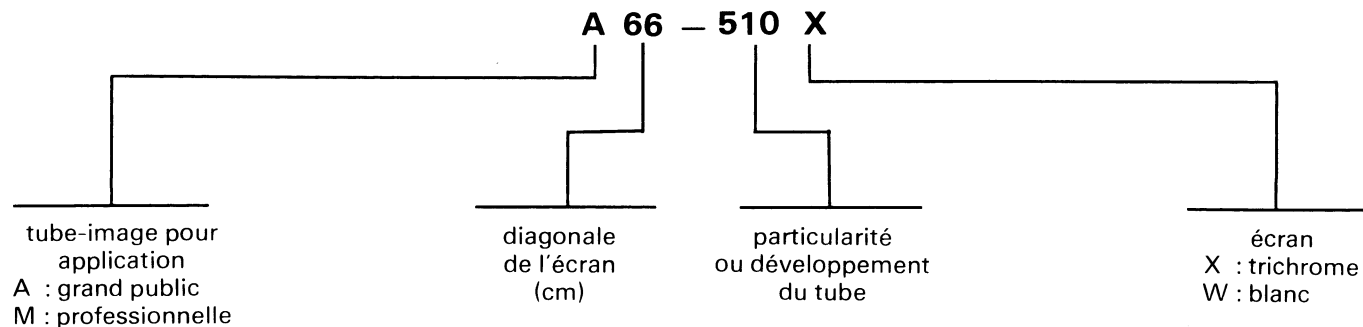 A 66 – 510 X
tube-image pour
application
A : grand public
M : professionnelle
diagonale
de l'écran
(cm)
particularité
ou développement
du tube
écran
X : trichrome
W : blanc